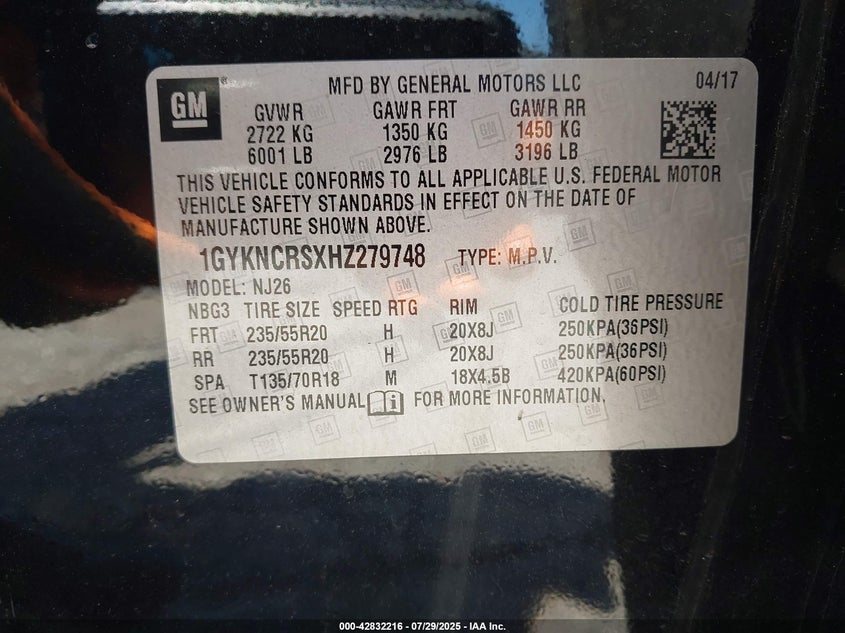 GM
MFD BY GENERAL MOTORS LLC 04/17
GVWR GAWR FRT GAWR RR
2722 KG 1350 KG 1450 KG
6001 LB 2976 LB 3196 LB
THIS VEHICLE CONFORMS TO ALL APPLICABLE U.S. FEDERAL MOTOR
VEHICLE SAFETY STANDARDS IN EFFECT ON THE DATE OF
MANUFACTURE SHOWN ABOVE.
1GYKNCRSXHZ279748 TYPE: M.P.V.
MODEL: NJ26
NBG3 TIRE SIZE SPEED RTG RIM COLD TIRE PRESSURE
FRT 235/55R20 H 20X8J 250KPA(36PSI)
RR 235/55R20 H 20X8J 250KPA(36PSI)
SPA T135/70R18 M 18X4.5B 420KPA(60PSI)
SEE OWNER'S MANUAL FOR MORE INFORMATION.
000-42832216 - 07/29/2025 - IAA Inc.